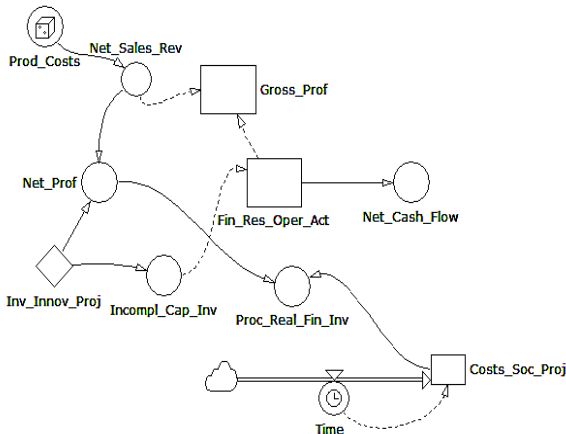 Net_Sales_Rev
Prod_Costs
Gross_Prof
Net_Prof
Fin_Res_Oper_Act
Net_Cash_Flow
Inv_Innov_Proj
Incompl_Cap_Inv
Proc_Real_Fin_Inv
Costs_Soc_Proj
Time